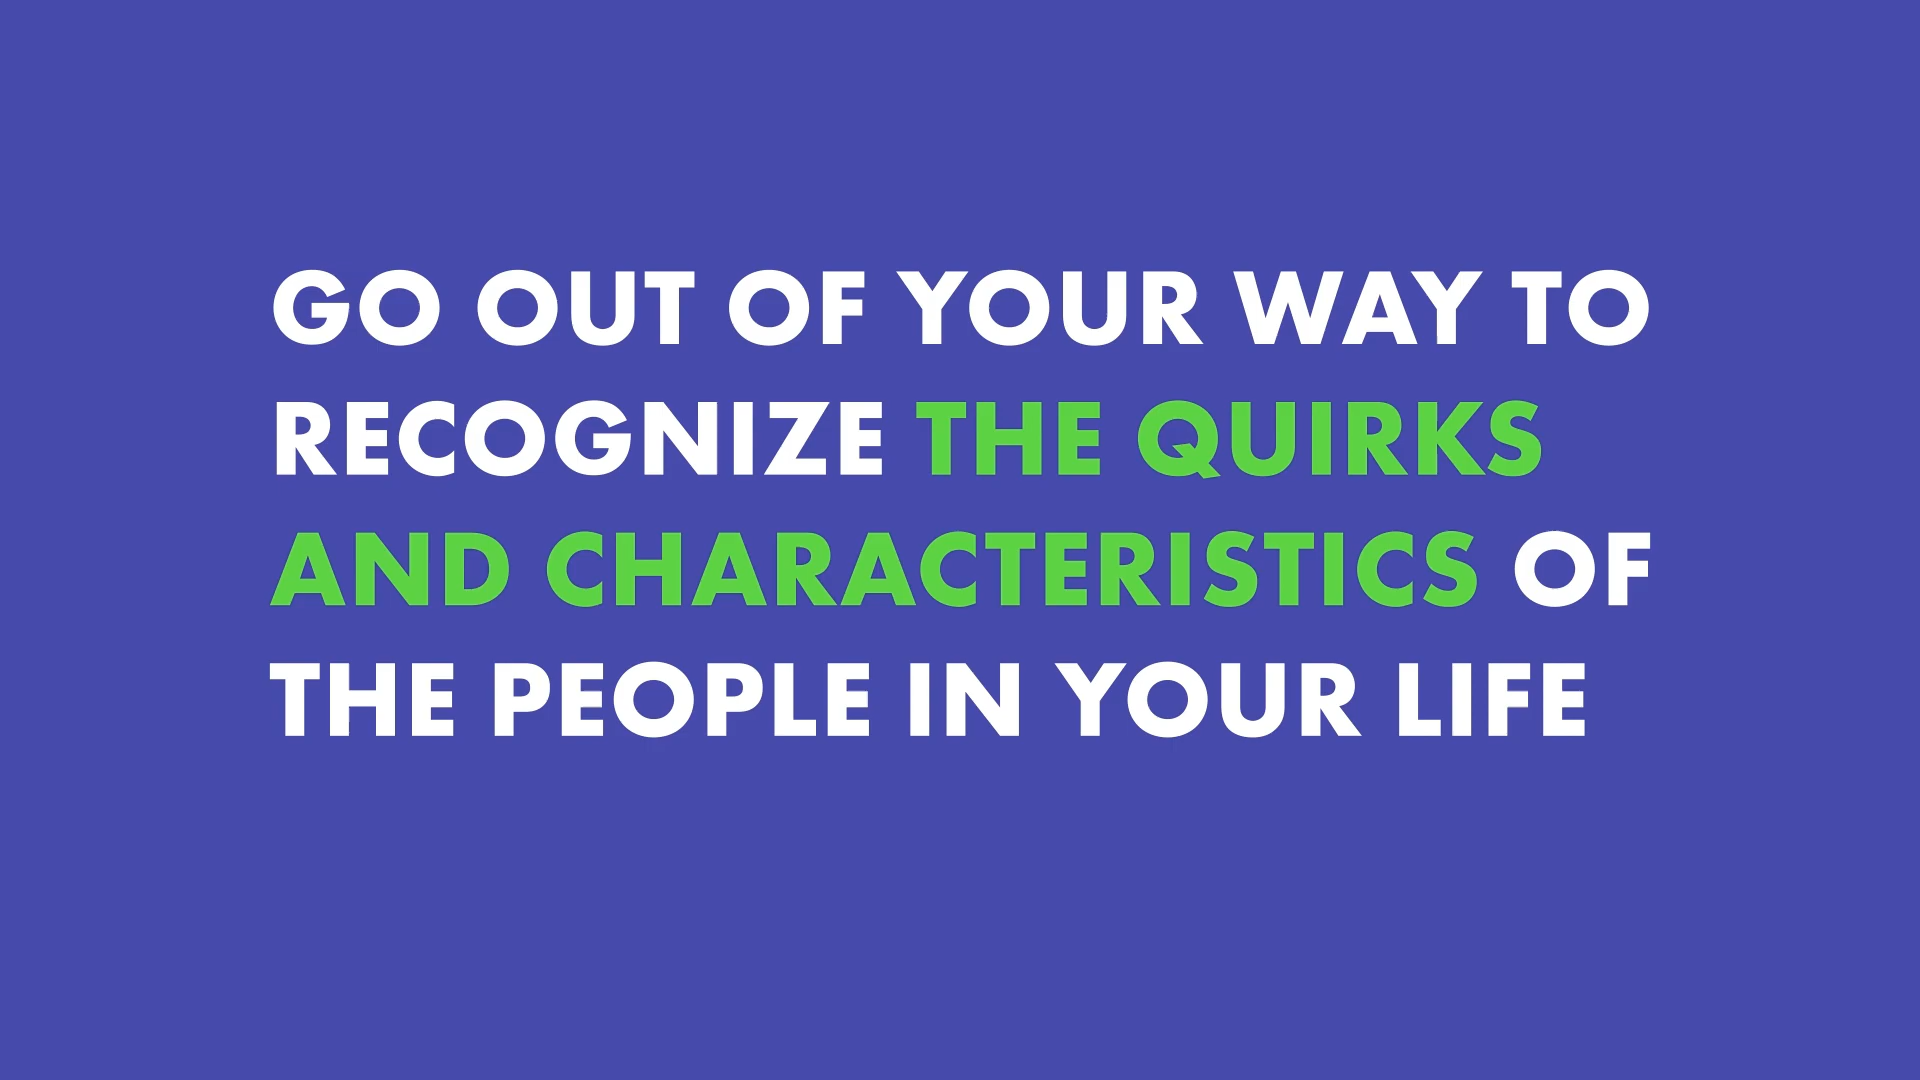 GO OUT OF YOUR WAY TO
RECOGNIZE THE QUIRKS
AND CHARACTERISTICS OF
THE PEOPLE IN YOUR LIFE